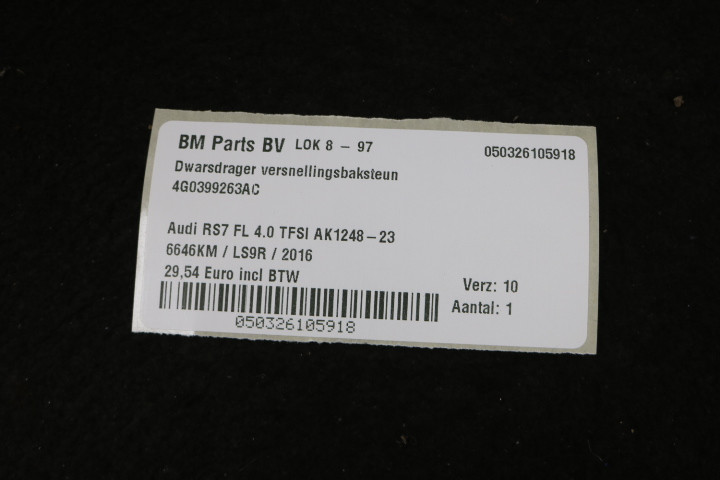 BM Parts BV LOK 8 – 97 050326105918
Dwarsdrager versnellingsbaksteun
4G0399263AC
Audi RS7 FL 4.0 TFSI AK1248–23
6646KM / LS9R / 2016
29,54 Euro incl BTW Verz: 10
Aantal: 1
050326105918